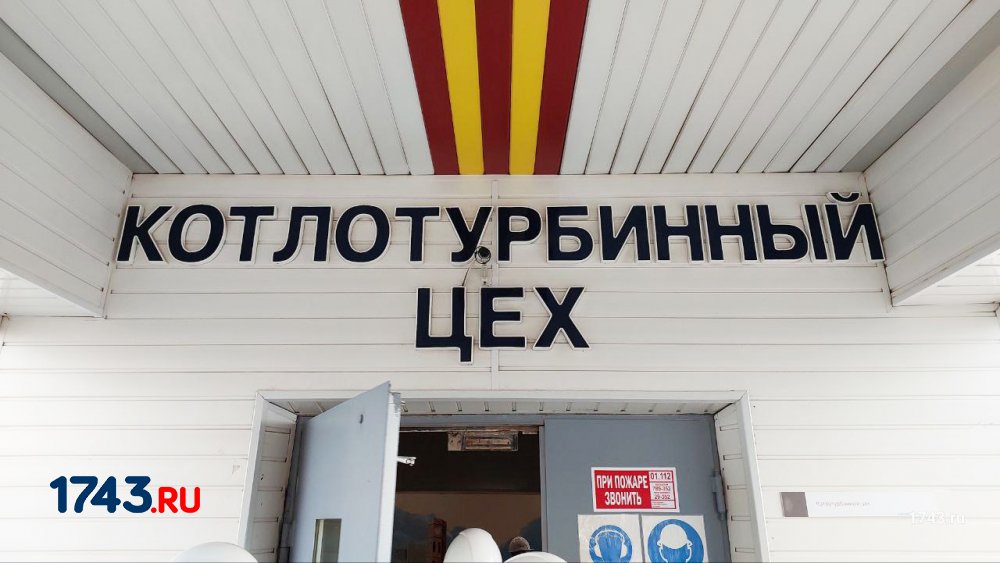 КОТЛОТУРБИННЫЙ
ЦЕХ
ПРИ ПОЖАРЕ
ЗВОНИТЬ
01, 112
1743.RU
1743.ru